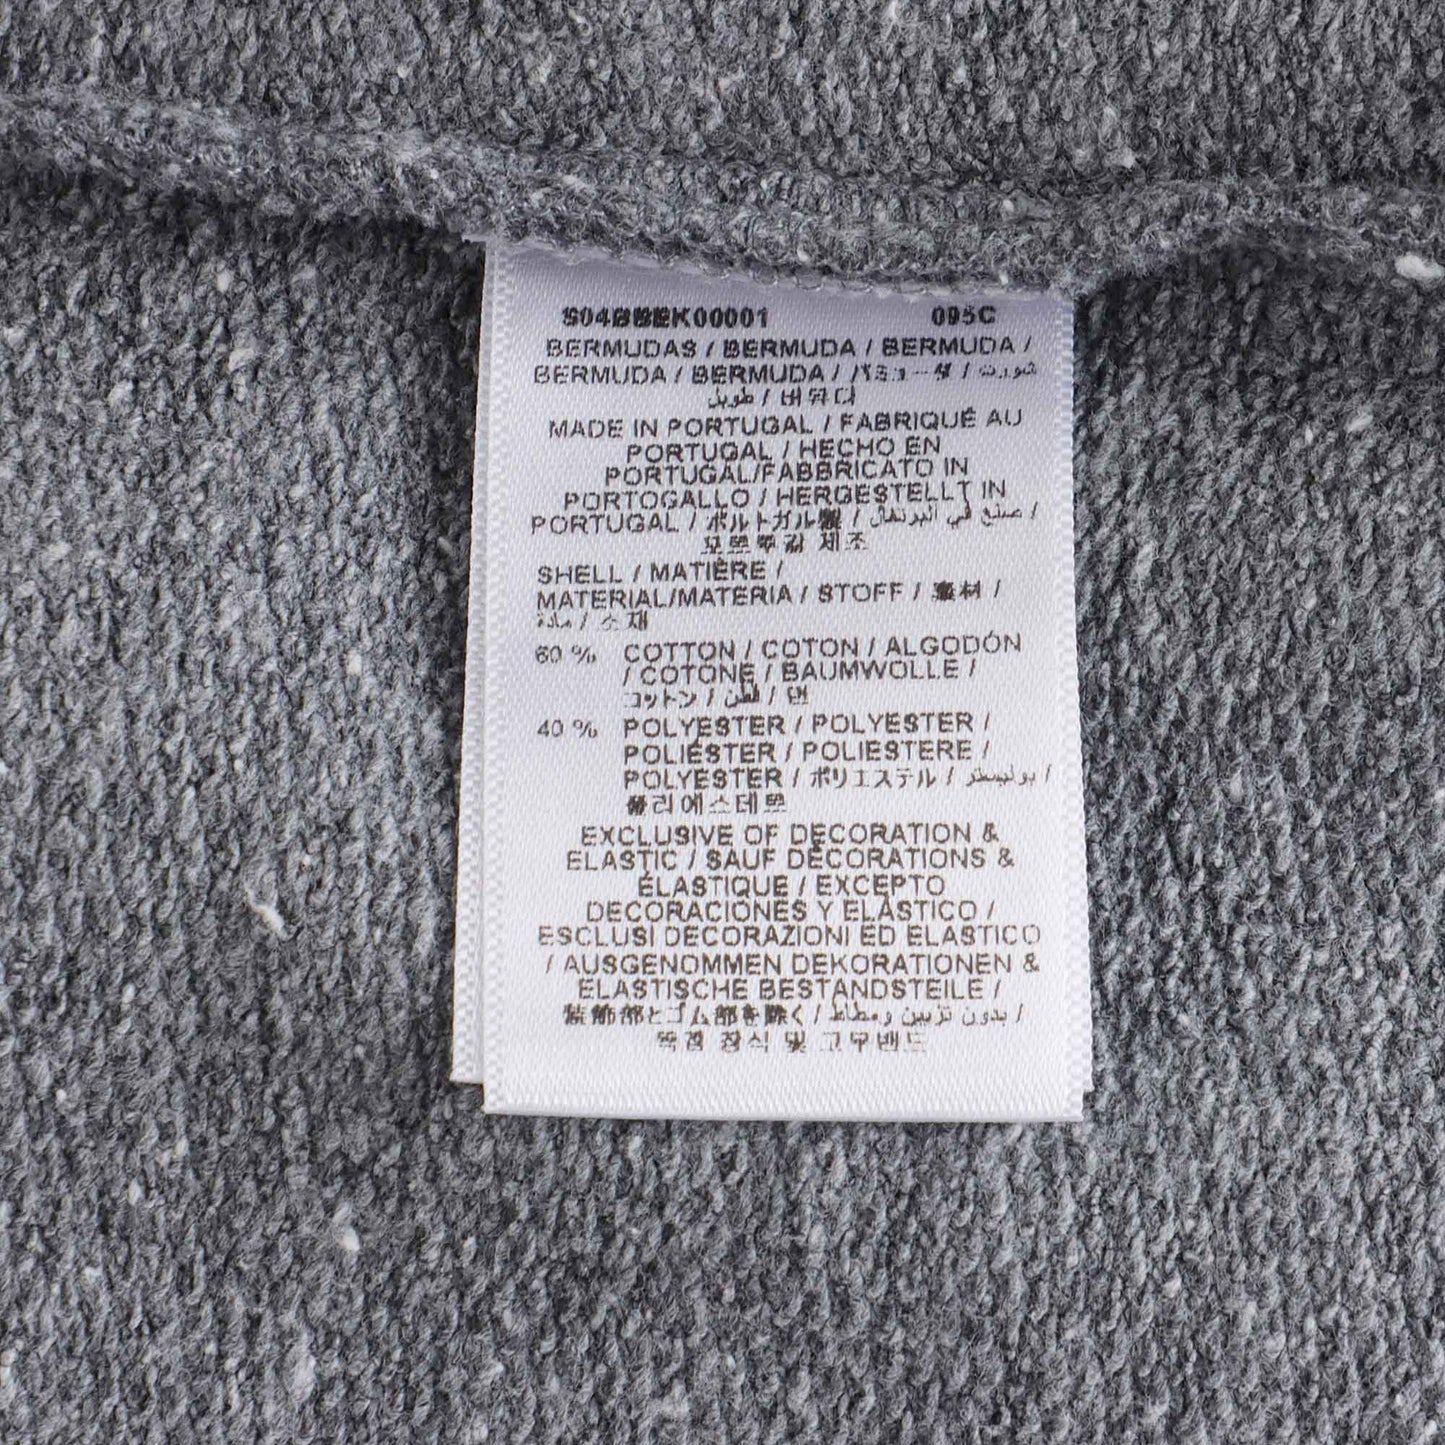 S04BBEK00001 095C
BERMUDAS / BERMUDA / BERMUDA /
BERMUDA / BERMUDA / バミューダ / شورت
طويل / 버뮤다
MADE IN PORTUGAL / FABRIQUÉ AU
PORTUGAL / HECHO EN
PORTUGAL/FABBRICATO IN
PORTOGALLO / HERGESTELLT IN
PORTUGAL / ポルトガル製 / صنع في البرتغال /
포르투갈 제조
SHELL / MATIÈRE /
MATERIAL/MATERIA / STOFF / 素材 /
مادة / 소재
60 % COTTON / COTON / ALGODÓN
/ COTONE / BAUMWOLLE /
コットン / قطن / 면
40 % POLYESTER / POLYESTER /
POLIÉSTER / POLIESTERE /
POLYESTER / ポリエステル / بوليستر /
폴리에스테르
EXCLUSIVE OF DECORATION &
ELASTIC / SAUF DÉCORATIONS &
ÉLASTIQUE / EXCEPTO
DECORACIONES Y ELÁSTICO /
ESCLUSI DECORAZIONI ED ELASTICO
/ AUSGENOMMEN DEKORATIONEN &
ELASTISCHE BESTANDSTEILE /
装飾部とゴム部を除く / بدون تزيين ومطاط /
장식 및 고무밴드